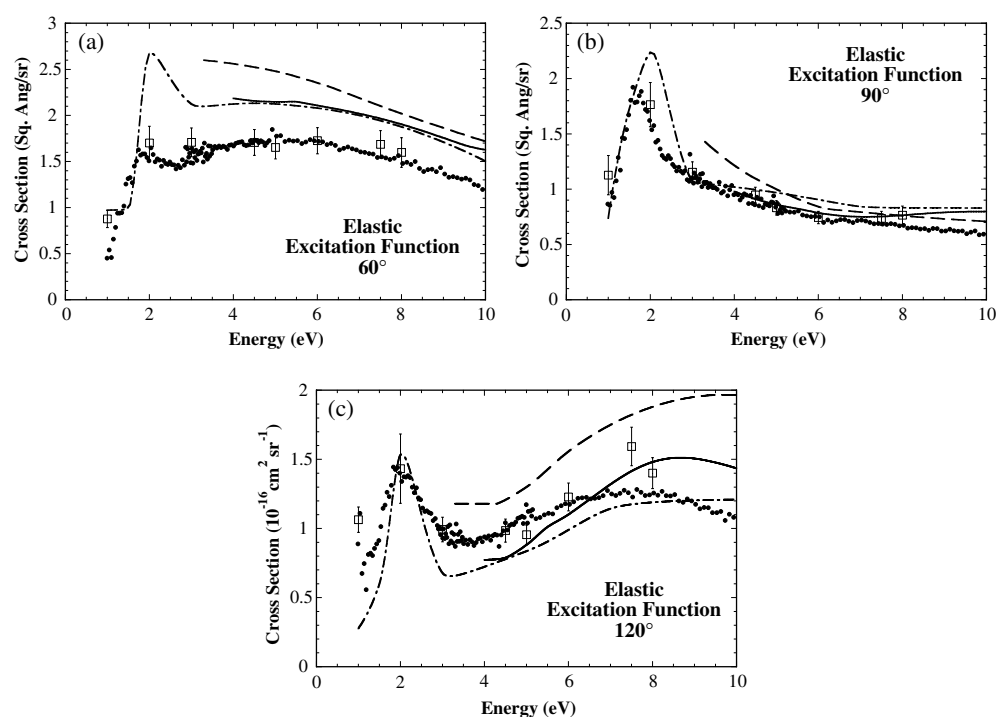 (a)
3
2.5
2
1.5
1
0.5
0
Cross Section (Sq. Ang/sr)
Elastic
Excitation Function
60°
0 2 4 6 8 10
Energy (eV)
(b)
2.5
2
1.5
1
0.5
0
Cross Section (Sq. Ang/sr)
Elastic
Excitation Function
90°
0 2 4 6 8 10
Energy (eV)
(c)
2
1.5
1
0.5
0
Cross Section (10⁻¹⁶ cm² sr⁻¹)
Elastic
Excitation Function
120°
0 2 4 6 8 10
Energy (eV)